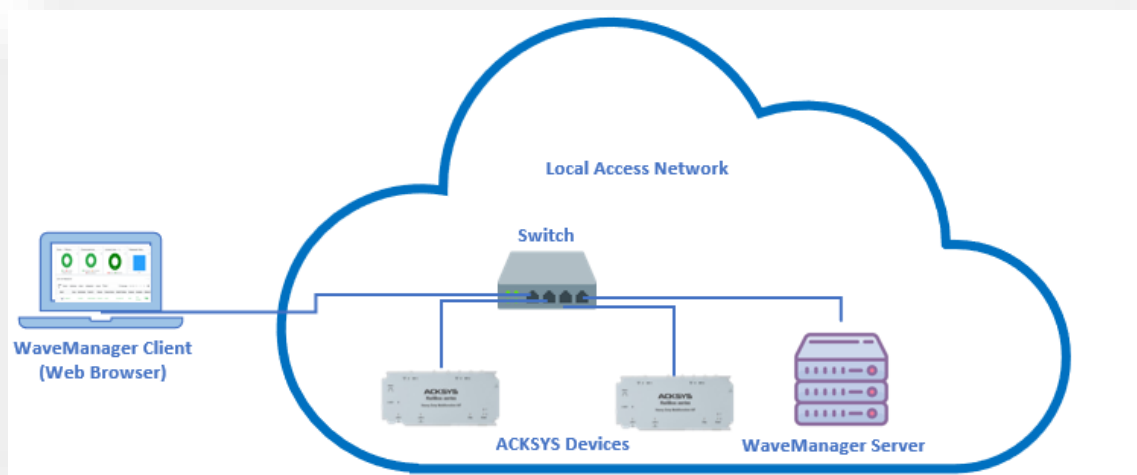 Local Access Network
Switch
WaveManager Client
(Web Browser)
ACKSYS
ACKSYS
ACKSYS Devices
WaveManager Server